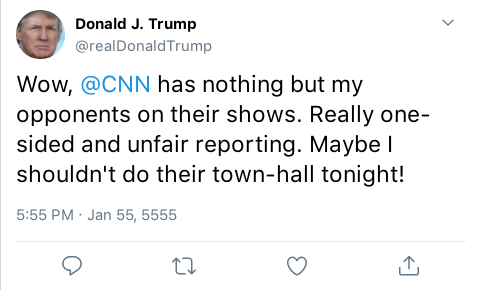 Donald J. Trump
@realDonaldTrump
Wow, @CNN has nothing but my
opponents on their shows. Really one-
sided and unfair reporting. Maybe I
shouldn't do their town-hall tonight!
5:55 PM · Jan 55, 5555